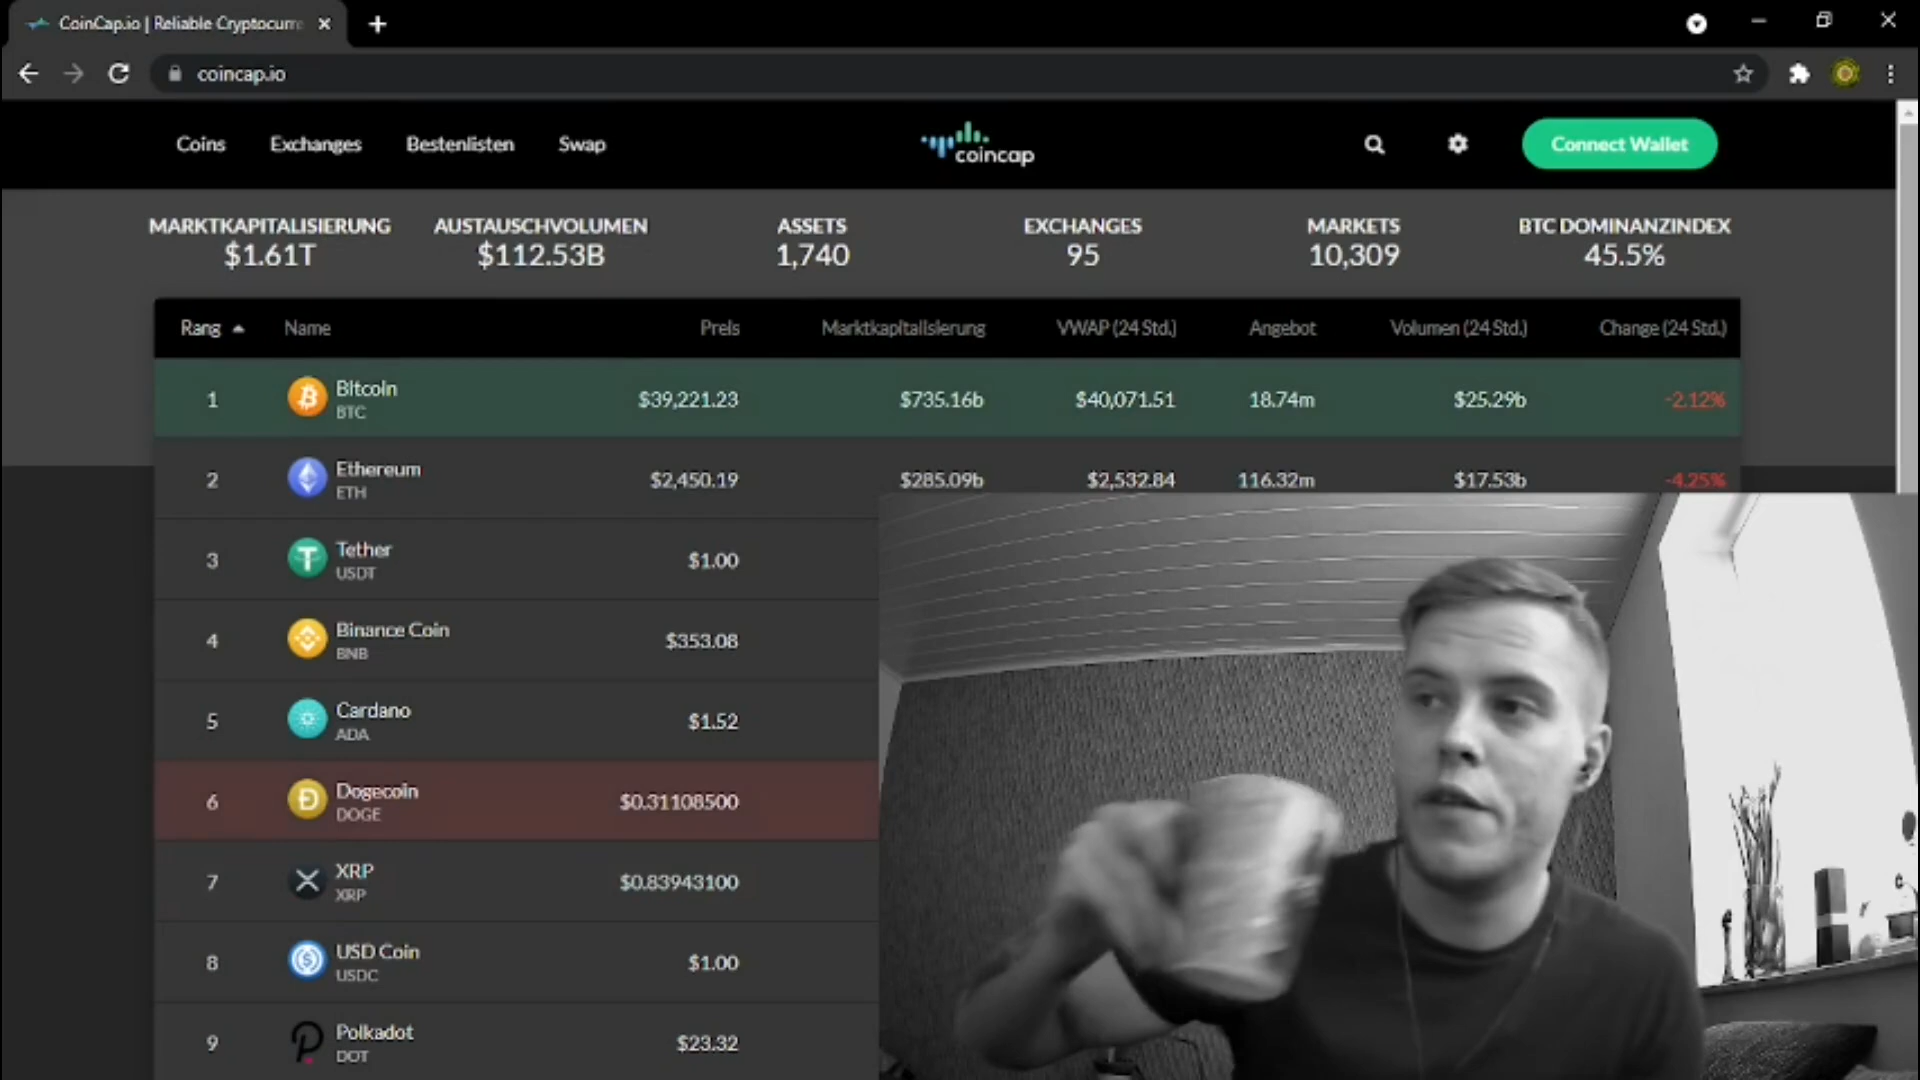 CoinCap.io | Reliable Cryptocurre
coincap.io
Coins Exchanges Bestenlisten Swap
coincap
Connect Wallet
MARKTKAPITALISIERUNG AUSTAUSCHVOLUMEN ASSETS EXCHANGES MARKETS BTC DOMINANZINDEX
$1.61T $112.53B 1,740 95 10,309 45.5%
Rang Name Preis Marktkapitalisierung VWAP (24 Std.) Angebot Volumen (24 Std.) Change (24 Std.)
1 Bitcoin $39,221.23 $735.16b $40,071.51 18.74m $25.29b -2.12%
BTC
2 Ethereum $2,450.19 $285.09b $2,532.84 116.32m $17.53b -4.25%
ETH
3 Tether $1.00
USDT
4 Binance Coin $353.08
BNB
5 Cardano $1.52
ADA
6 Dogecoin $0.31108500
DOGE
7 XRP $0.83943100
XRP
8 USD Coin $1.00
USDC
9 Polkadot $23.32
DOT